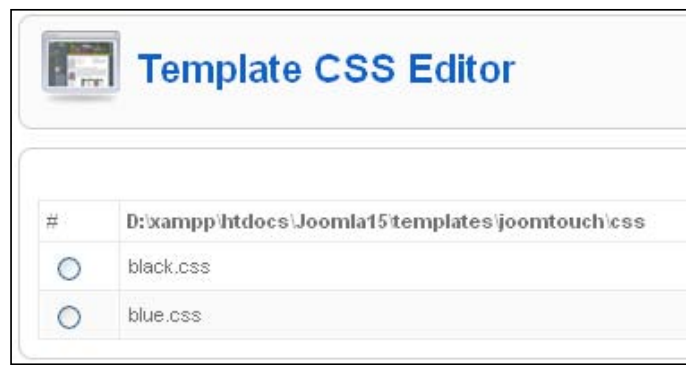 Template CSS Editor
# D:\xampp\htdocs\Joomla15\templates\joomtouch\css
black.css
blue.css